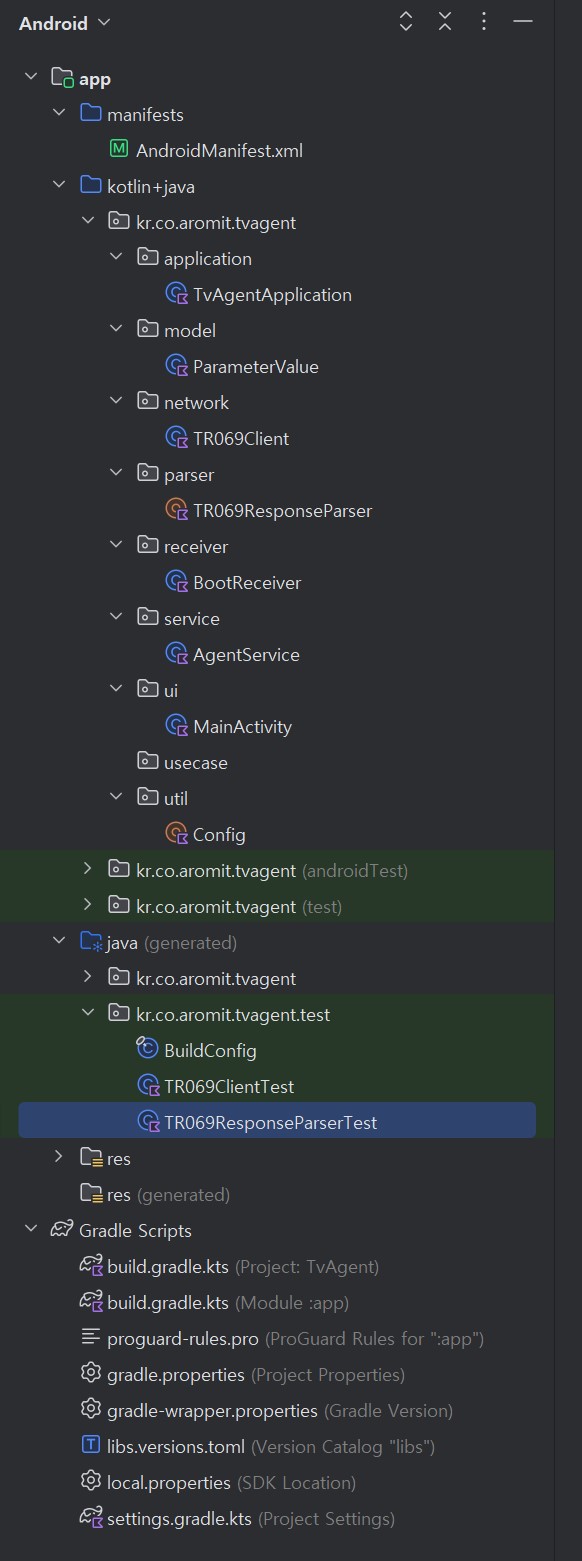 Android
app
manifests
M AndroidManifest.xml
kotlin+java
kr.co.aromit.tvagent
application
TvAgentApplication
model
ParameterValue
network
TR069Client
parser
TR069ResponseParser
receiver
BootReceiver
service
AgentService
ui
MainActivity
usecase
util
Config
kr.co.aromit.tvagent (androidTest)
kr.co.aromit.tvagent (test)
java (generated)
kr.co.aromit.tvagent
kr.co.aromit.tvagent.test
BuildConfig
TR069ClientTest
TR069ResponseParserTest
res
res (generated)
Gradle Scripts
build.gradle.kts (Project: TvAgent)
build.gradle.kts (Module :app)
proguard-rules.pro (ProGuard Rules for ":app")
gradle.properties (Project Properties)
gradle-wrapper.properties (Gradle Version)
T libs.versions.toml (Version Catalog "libs")
local.properties (SDK Location)
settings.gradle.kts (Project Settings)